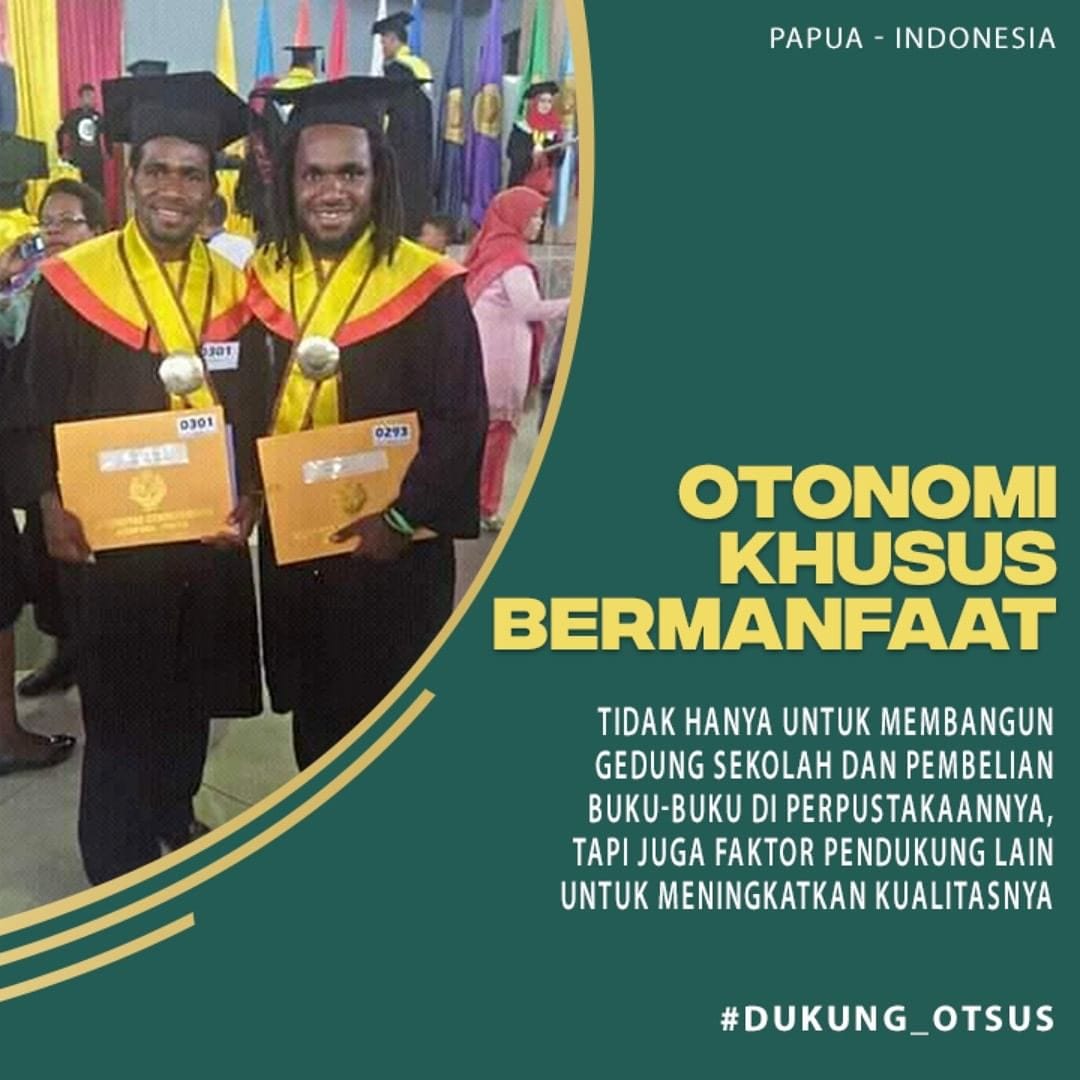 PAPUA - INDONESIA
0301
0301
0293
OTONOMI
KHUSUS
BERMANFAAT
TIDAK HANYA UNTUK MEMBANGUN
GEDUNG SEKOLAH DAN PEMBELIAN
BUKU-BUKU DI PERPUSTAKAANNYA,
TAPI JUGA FAKTOR PENDUKUNG LAIN
UNTUK MENINGKATKAN KUALITASNYA
#DUKUNG_OTSUS